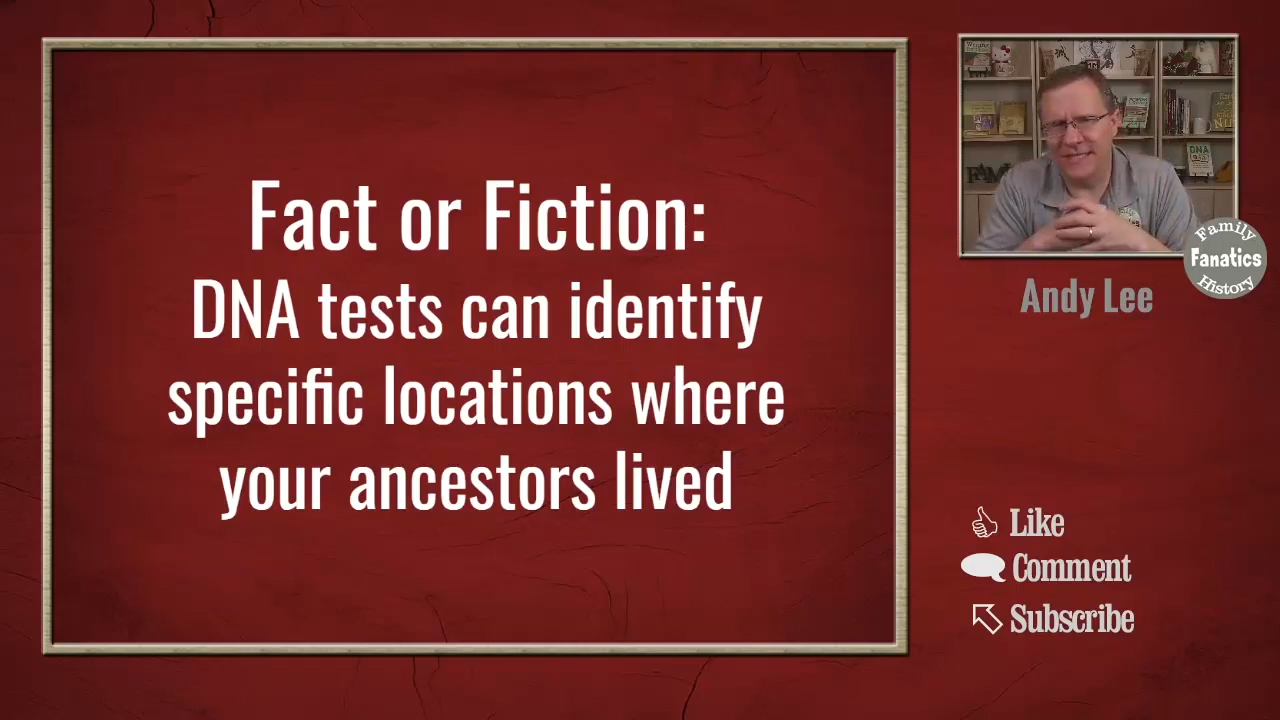 Fact or Fiction:
DNA tests can identify
specific locations where
your ancestors lived
Family
Fanatics
History
Andy Lee
Like
Comment
Subscribe
DNA